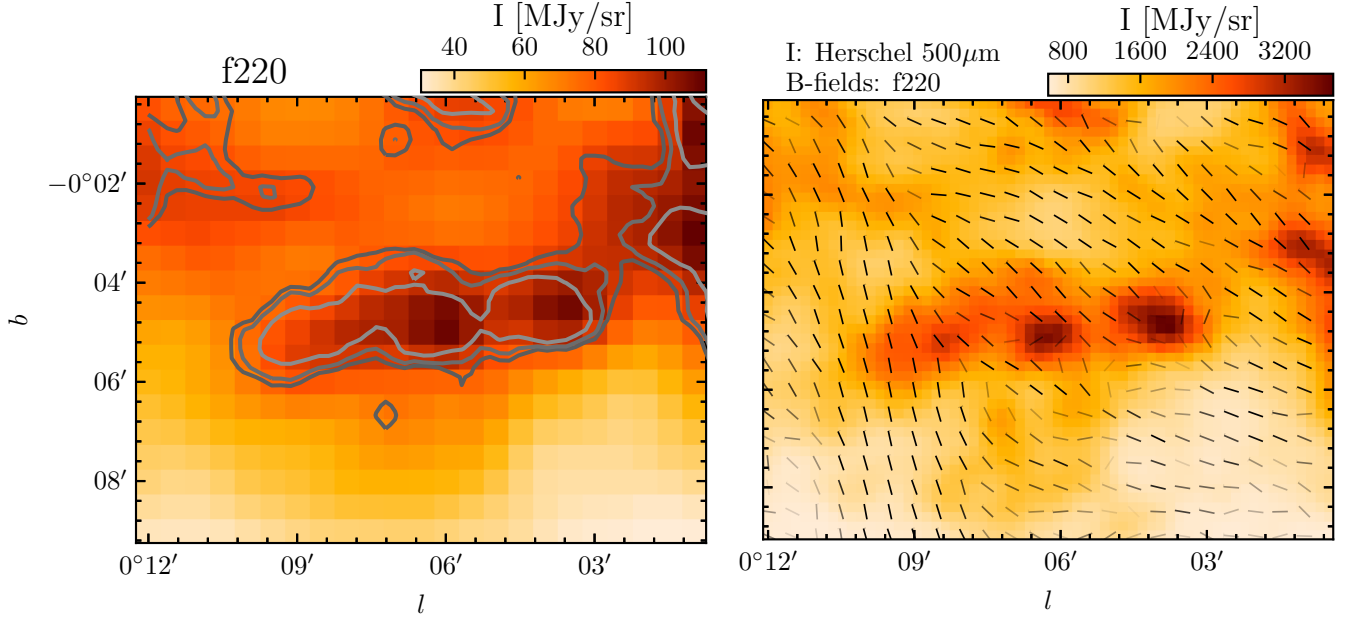 I [MJy/sr]
40 60 80 100
f220
−0°02′
04′
06′
08′
b
0°12′ 09′ 06′ 03′
l
I [MJy/sr]
800 1600 2400 3200
I: Herschel 500μm
B-fields: f220
0°12′ 09′ 06′ 03′
l